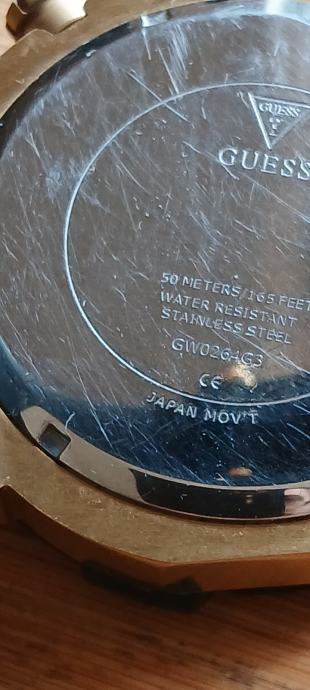 GUESS
GUESS
50 METERS/165 FEET
WATER RESISTANT
STAINLESS STEEL
GW0264G3
CE
JAPAN MOV'T